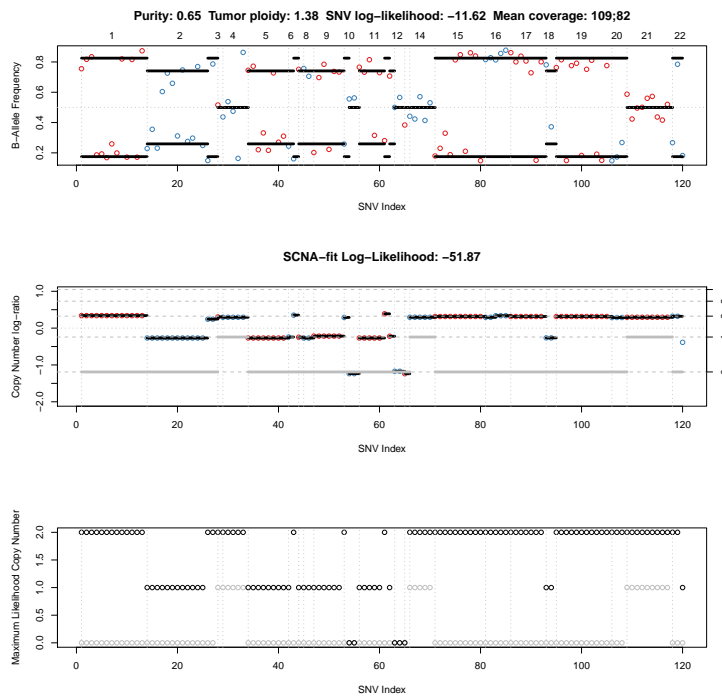 Purity: 0.65 Tumor ploidy: 1.38 SNV log-likelihood: -11.62 Mean coverage: 109;82
1 2 3 4 5 6 8 9 10 12 14 15 16 17 18 19 20 21 22
B-Allele Frequency
0.8
0.6
0.4
0.2
0 20 40 60 80 100 120
SNV Index
SCNA-fit Log-Likelihood: -51.87
Copy Number log-ratio
1.0
0.0
-1.0
-2.0
0 20 40 60 80 100 120
SNV Index
Maximum Likelihood Copy Number
2.0
1.5
1.0
0.5
0.0
0 20 40 60 80 100 120
SNV Index